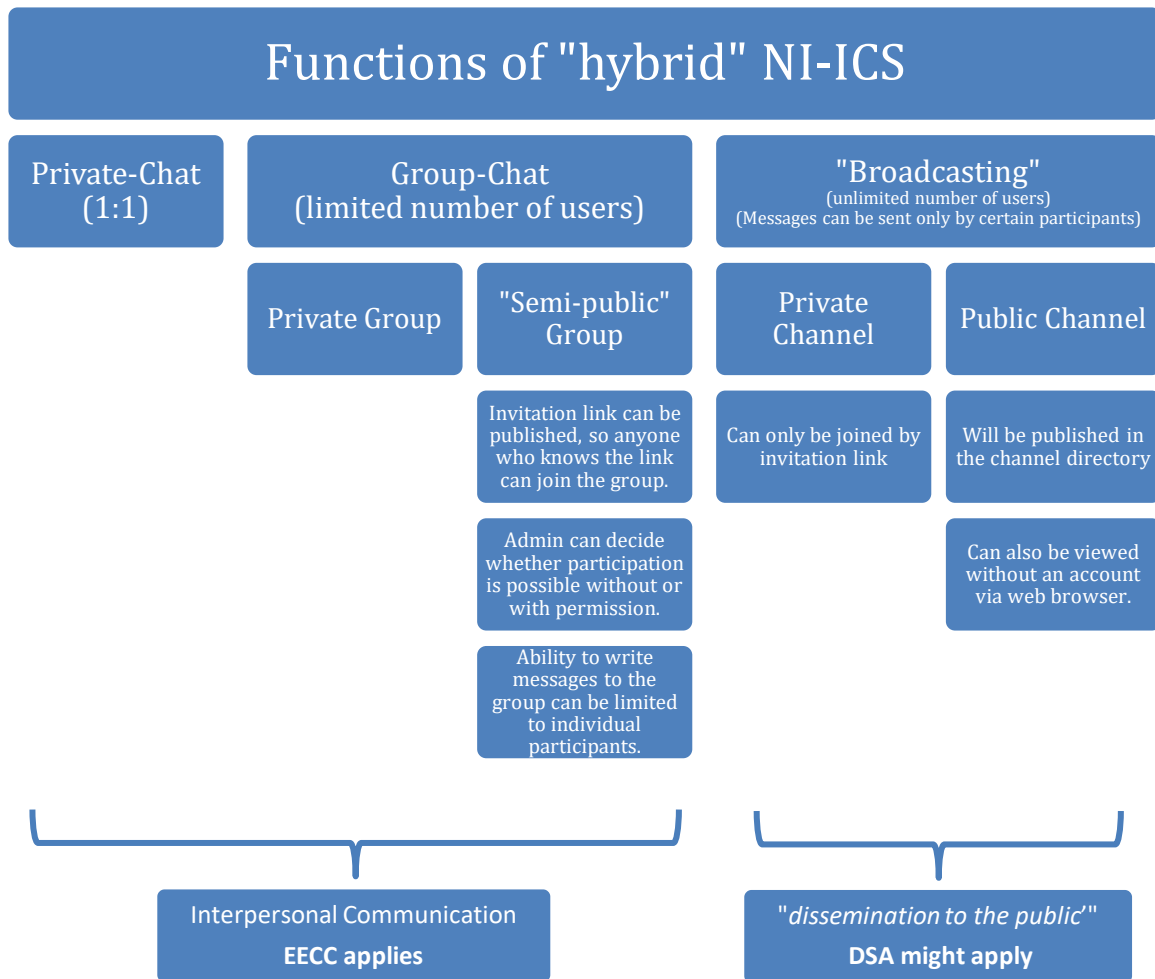 Functions of "hybrid" NI-ICS
Private-Chat
(1:1)
Group-Chat
(limited number of users)
"Broadcasting"
(unlimited number of users)
(Messages can be sent only by certain participants)
Private Group
"Semi-public"
Group
Private
Channel
Public Channel
Invitation link can be
published, so anyone
who knows the link
can join the group.
Can only be joined by
invitation link
Will be published in
the channel directory
Admin can decide
whether participation
is possible without or
with permission.
Can also be viewed
without an account
via web browser.
Ability to write
messages to the
group can be limited
to individual
participants.
Interpersonal Communication
EECC applies
"dissemination to the public'"
DSA might apply